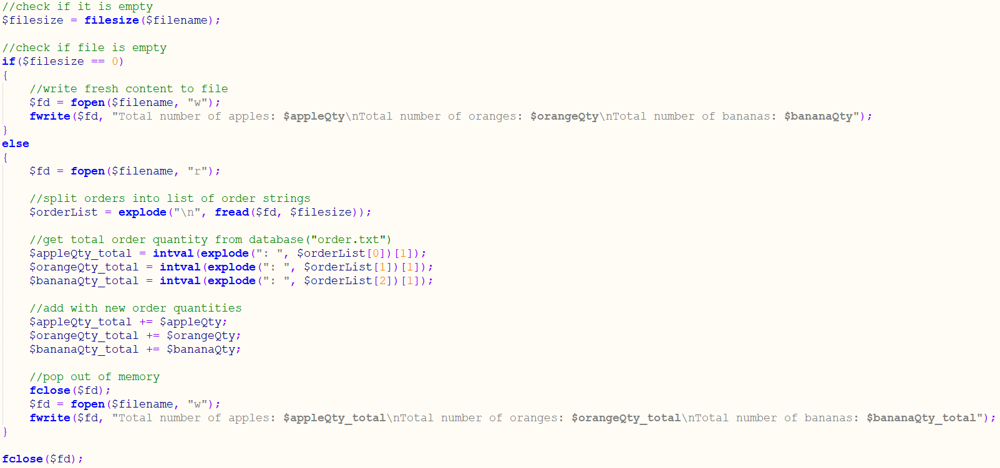 //check if it is empty
$filesize = filesize($filename);

//check if file is empty
if($filesize == 0)
{
    //write fresh content to file
    $fd = fopen($filename, "w");
    fwrite($fd, "Total number of apples: $appleQty\nTotal number of oranges: $orangeQty\nTotal number of bananas: $bananaQty");
}
else
{
    $fd = fopen($filename, "r");

    //split orders into list of order strings
    $orderList = explode("\n", fread($fd, $filesize));

    //get total order quantity from database("order.txt")
    $appleQty_total = intval(explode(": ", $orderList[0])[1]);
    $orangeQty_total = intval(explode(": ", $orderList[1])[1]);
    $bananaQty_total = intval(explode(": ", $orderList[2])[1]);

    //add with new order quantities
    $appleQty_total += $appleQty;
    $orangeQty_total += $orangeQty;
    $bananaQty_total += $bananaQty;

    //pop out of memory
    fclose($fd);
    $fd = fopen($filename, "w");
    fwrite($fd, "Total number of apples: $appleQty_total\nTotal number of oranges: $orangeQty_total\nTotal number of bananas: $bananaQty_total");
}

fclose($fd);